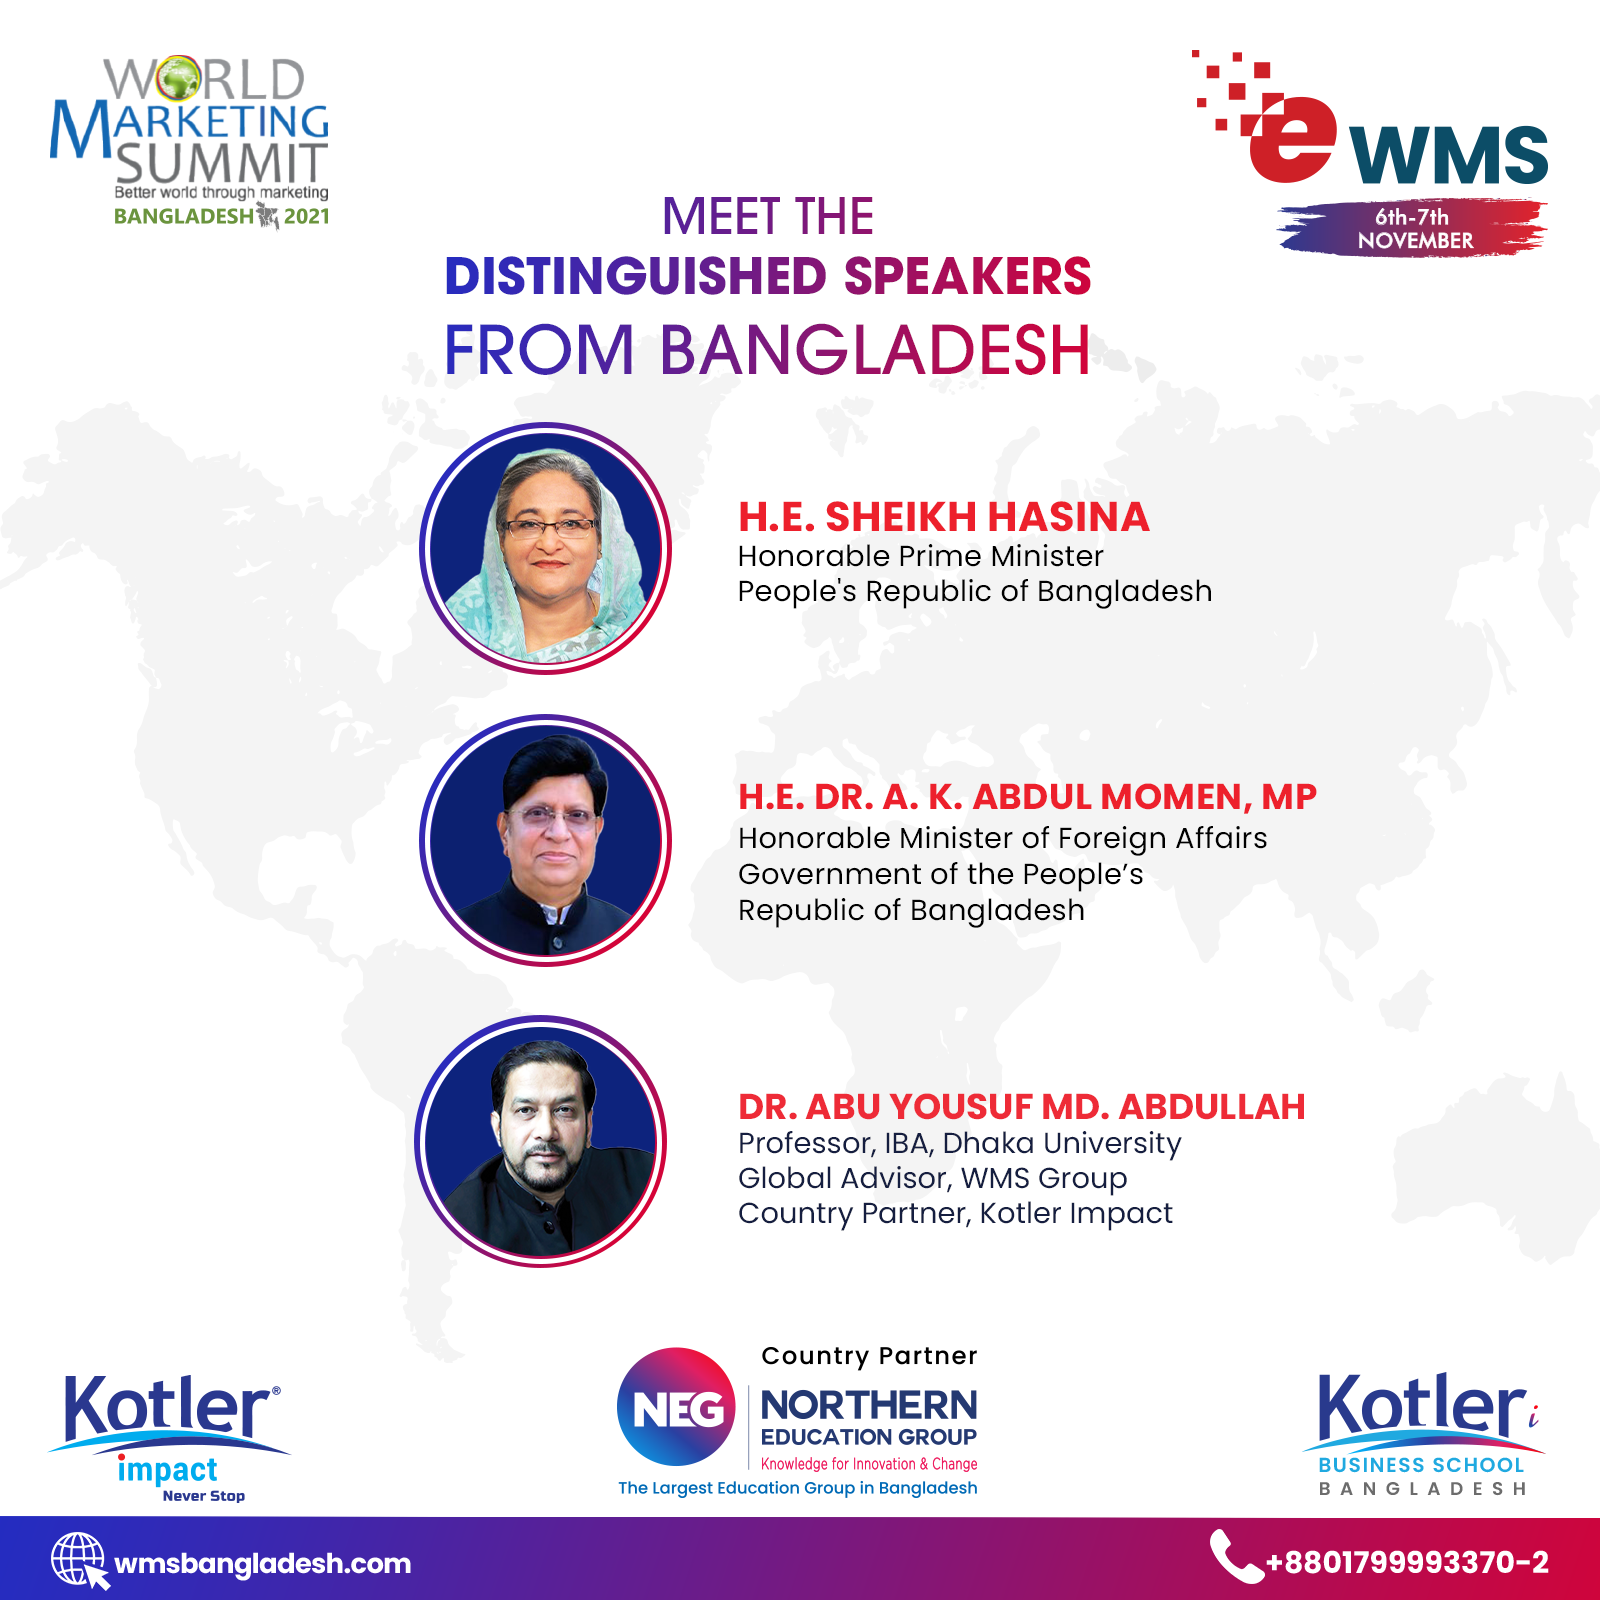 WORLD
MARKETING
SUMMIT
Better world through marketing
BANGLADESH 2021
e WMS
6th-7th
NOVEMBER
MEET THE
DISTINGUISHED SPEAKERS
FROM BANGLADESH
H.E. SHEIKH HASINA
Honorable Prime Minister
People's Republic of Bangladesh
H.E. DR. A. K. ABDUL MOMEN, MP
Honorable Minister of Foreign Affairs
Government of the People’s
Republic of Bangladesh
DR. ABU YOUSUF MD. ABDULLAH
Professor, IBA, Dhaka University
Global Advisor, WMS Group
Country Partner, Kotler Impact
Kotler®
impact
Never Stop
Country Partner
NEG
NORTHERN
EDUCATION GROUP
Knowledge for Innovation & Change
The Largest Education Group in Bangladesh
Kotler i
BUSINESS SCHOOL
BANGLADESH
wmsbangladesh.com
+8801799993370-2